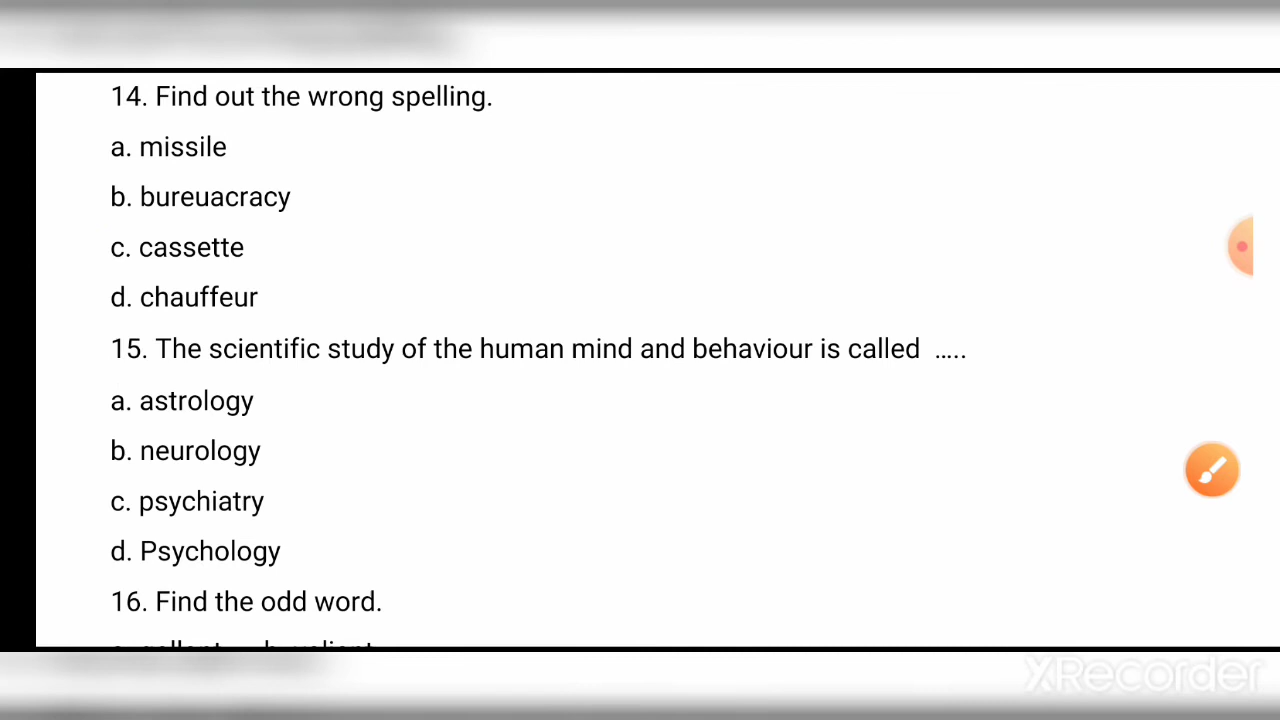 14. Find out the wrong spelling.
a. missile
b. bureuacracy
c. cassette
d. chauffeur
15. The scientific study of the human mind and behaviour is called .....
a. astrology
b. neurology
c. psychiatry
d. Psychology
16. Find the odd word.
XRecorder